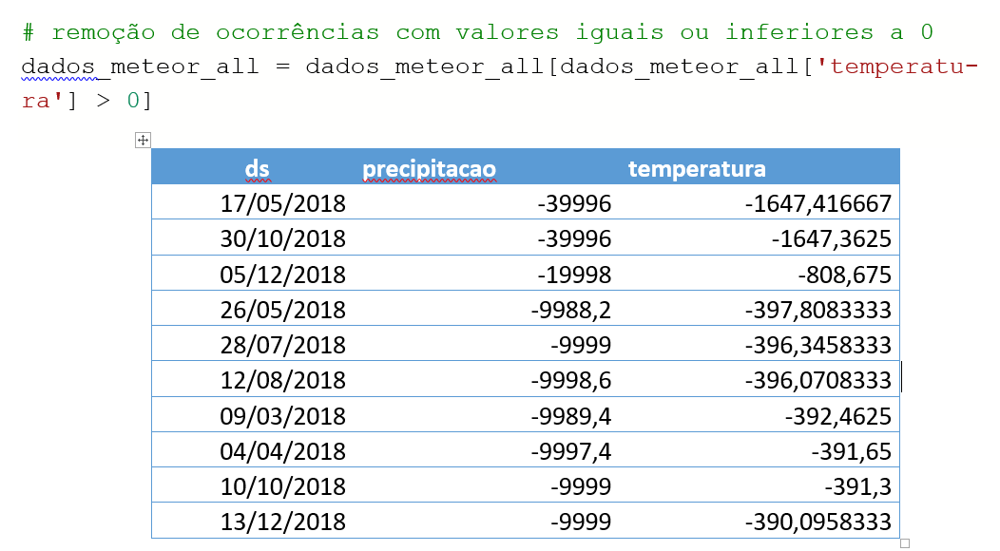 # remoção de ocorrências com valores iguais ou inferiores a 0
dados_meteor_all = dados_meteor_all[dados_meteor_all['temperatu-
ra'] > 0]
ds precipitacao temperatura
17/05/2018 -39996 -1647,416667
30/10/2018 -39996 -1647,3625
05/12/2018 -19998 -808,675
26/05/2018 -9988,2 -397,8083333
28/07/2018 -9999 -396,3458333
12/08/2018 -9998,6 -396,0708333
09/03/2018 -9989,4 -392,4625
04/04/2018 -9997,4 -391,65
10/10/2018 -9999 -391,3
13/12/2018 -9999 -390,0958333